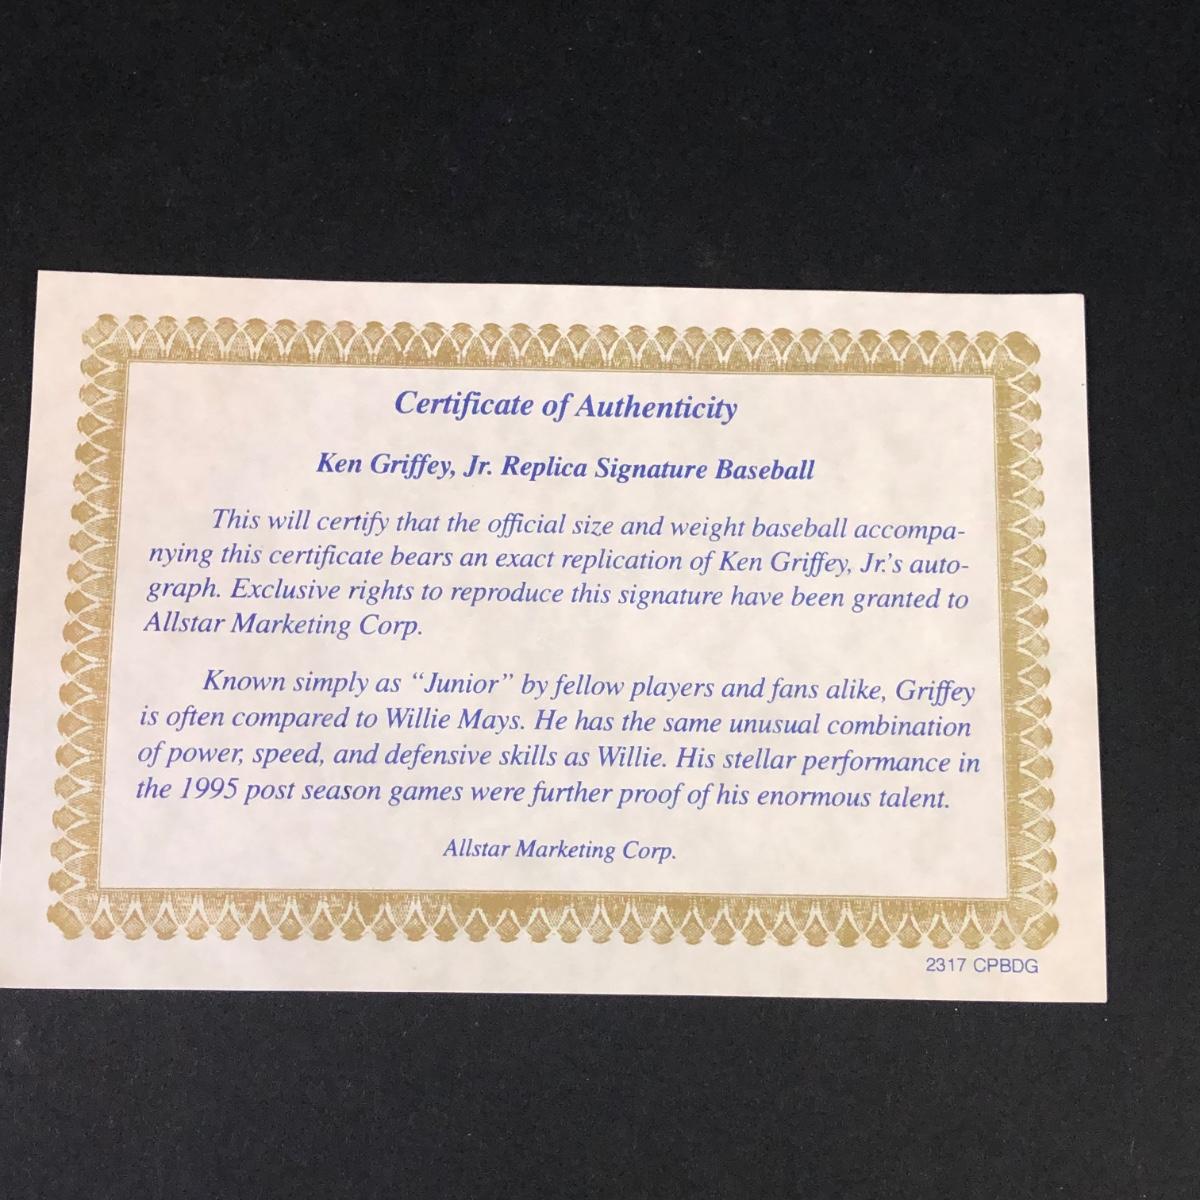 Certificate of Authenticity
Ken Griffey, Jr. Replica Signature Baseball
This will certify that the official size and weight baseball accompa-
nying this certificate bears an exact replication of Ken Griffey, Jr.'s auto-
graph. Exclusive rights to reproduce this signature have been granted to
Allstar Marketing Corp.
Known simply as “Junior” by fellow players and fans alike, Griffey
is often compared to Willie Mays. He has the same unusual combination
of power, speed, and defensive skills as Willie. His stellar performance in
the 1995 post season games were further proof of his enormous talent.
Allstar Marketing Corp.
2317 CPBDG